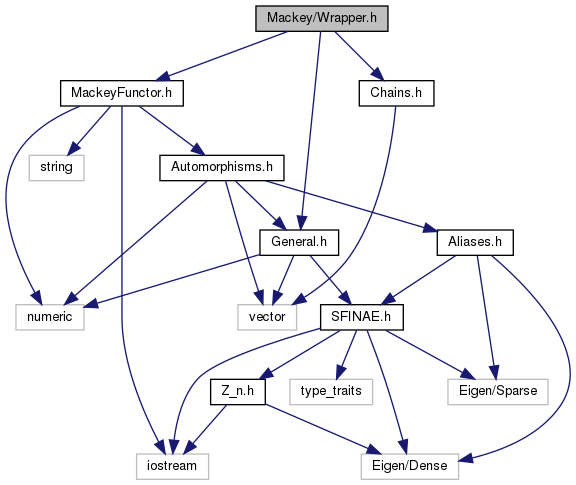 Mackey/Wrapper.h
MackeyFunctor.h
Chains.h
string
Automorphisms.h
General.h
Aliases.h
numeric
vector
SFINAE.h
Z_n.h
type_traits
Eigen/Sparse
iostream
Eigen/Dense